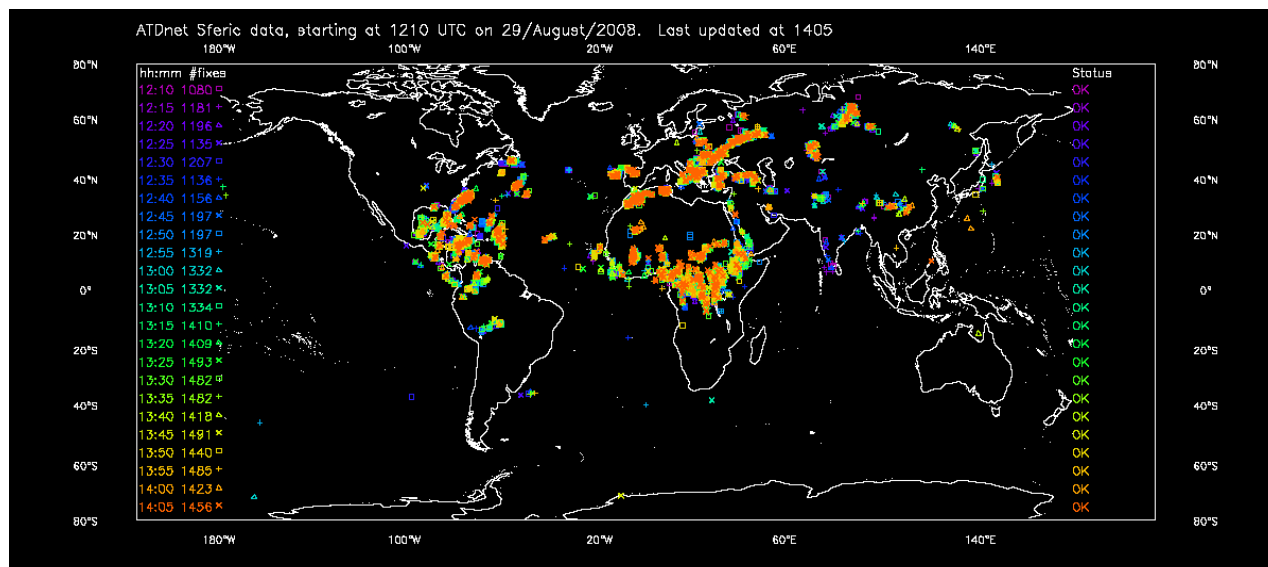 ATDnet Sferic data, starting at 1210 UTC on 29/August/2008. Last updated at 1405
180°W 100°W 20°W 60°E 140°E
80°N 80°N
hh:mm #fixes Status
12:10 1080 OK
12:15 1181 OK
60°N 60°N
12:20 1196 OK
12:25 1135 OK
12:30 1207 OK
40°N 40°N
12:35 1136 OK
12:40 1156 OK
12:45 1197 OK
20°N 20°N
12:50 1197 OK
12:55 1319 OK
13:00 1332 OK
0° 0°
13:05 1332 OK
13:10 1334 OK
13:15 1410 OK
20°S 20°S
13:20 1409 OK
13:25 1493 OK
13:30 1482 OK
40°S 40°S
13:35 1482 OK
13:40 1418 OK
13:45 1491 OK
60°S 60°S
13:50 1440 OK
13:55 1485 OK
14:00 1423 OK
14:05 1456 OK
80°S 80°S
180°W 100°W 20°W 60°E 140°E